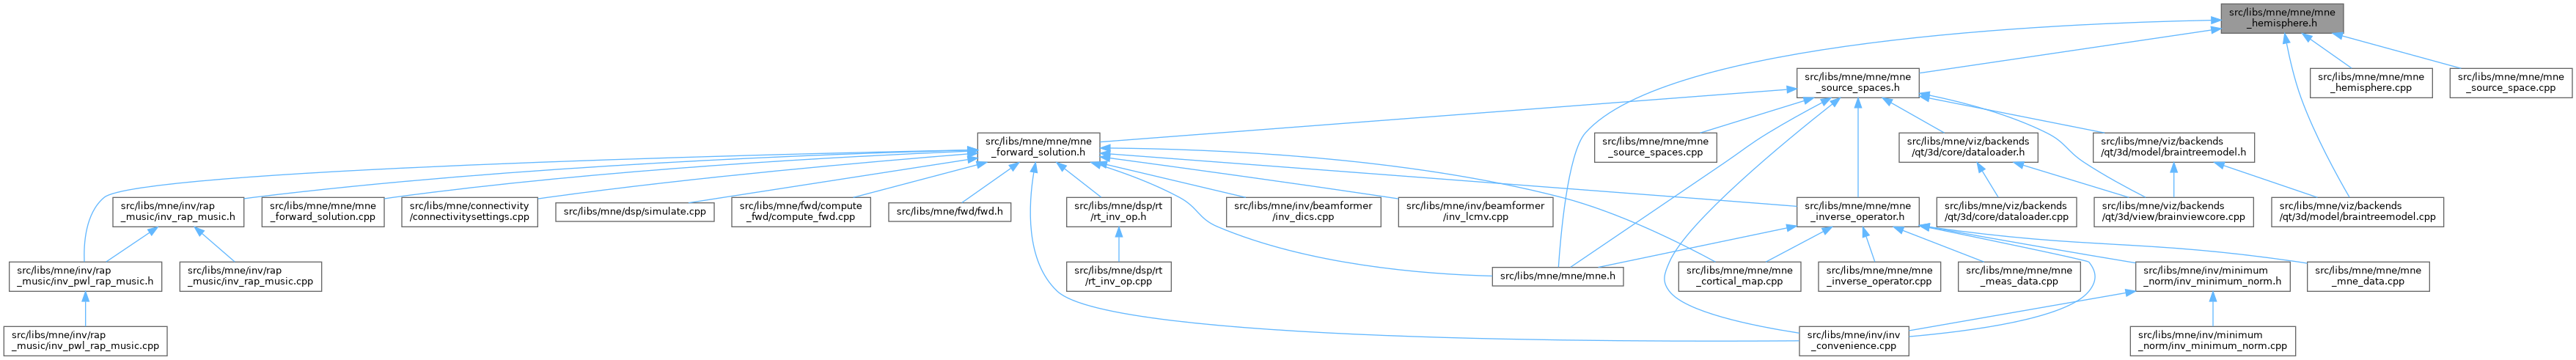 src/libs/mne/mne/mne
_hemisphere.h
src/libs/mne/mne/mne
_source_spaces.h
src/libs/mne/mne/mne
_hemisphere.cpp
src/libs/mne/mne/mne
_source_space.cpp
src/libs/mne/mne/mne
_forward_solution.h
src/libs/mne/mne/mne
_source_spaces.cpp
src/libs/mne/viz/backends
/qt/3d/core/dataloader.h
src/libs/mne/viz/backends
/qt/3d/model/braintreemodel.h
src/libs/mne/inv/rap
_music/inv_rap_music.h
src/libs/mne/mne/mne
_forward_solution.cpp
src/libs/mne/connectivity
/connectivitysettings.cpp
src/libs/mne/dsp/simulate.cpp
src/libs/mne/fwd/compute
_fwd/compute_fwd.cpp
src/libs/mne/fwd/fwd.h
src/libs/mne/dsp/rt
/rt_inv_op.h
src/libs/mne/inv/beamformer
/inv_dics.cpp
src/libs/mne/inv/beamformer
/inv_lcmv.cpp
src/libs/mne/mne/mne
_inverse_operator.h
src/libs/mne/viz/backends
/qt/3d/core/dataloader.cpp
src/libs/mne/viz/backends
/qt/3d/view/brainviewcore.cpp
src/libs/mne/viz/backends
/qt/3d/model/braintreemodel.cpp
src/libs/mne/inv/rap
_music/inv_pwl_rap_music.h
src/libs/mne/inv/rap
_music/inv_rap_music.cpp
src/libs/mne/dsp/rt
/rt_inv_op.cpp
src/libs/mne/mne/mne.h
src/libs/mne/mne/mne
_cortical_map.cpp
src/libs/mne/mne/mne
_inverse_operator.cpp
src/libs/mne/mne/mne
_meas_data.cpp
src/libs/mne/inv/minimum
_norm/inv_minimum_norm.h
src/libs/mne/mne/mne
_mne_data.cpp
src/libs/mne/inv/rap
_music/inv_pwl_rap_music.cpp
src/libs/mne/inv/inv
_convenience.cpp
src/libs/mne/inv/minimum
_norm/inv_minimum_norm.cpp